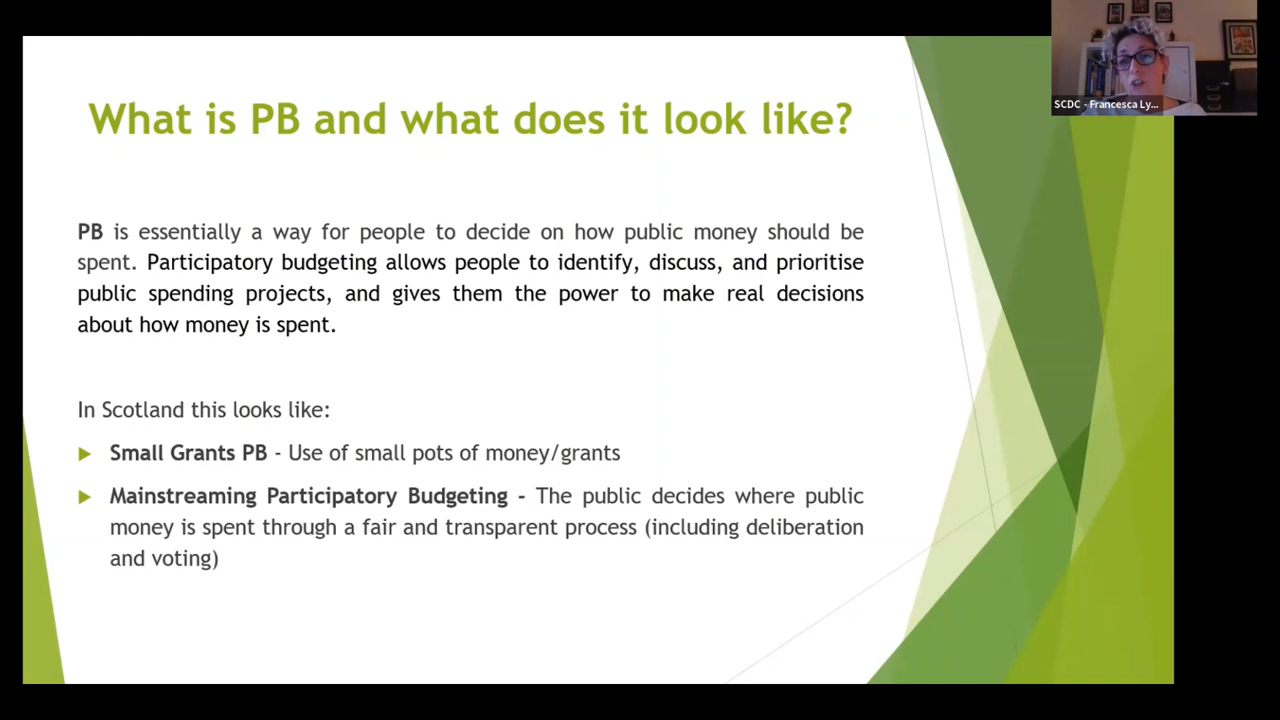 What is PB and what does it look like?
PB is essentially a way for people to decide on how public money should be
spent. Participatory budgeting allows people to identify, discuss, and prioritise
public spending projects, and gives them the power to make real decisions
about how money is spent.
In Scotland this looks like:
Small Grants PB - Use of small pots of money/grants
Mainstreaming Participatory Budgeting - The public decides where public
money is spent through a fair and transparent process (including deliberation
and voting)
SCDC - Francesca Ly...